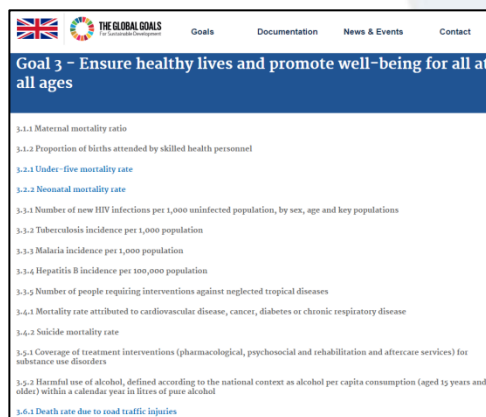 THE GLOBAL GOALS
For Sustainable Development
Goals
Documentation
News & Events
Contact
Goal 3 - Ensure healthy lives and promote well-being for all at
all ages
3.1.1 Maternal mortality ratio
3.1.2 Proportion of births attended by skilled health personnel
3.2.1 Under-five mortality rate
3.2.2 Neonatal mortality rate
3.3.1 Number of new HIV infections per 1,000 uninfected population, by sex, age and key populations
3.3.2 Tuberculosis incidence per 1,000 population
3.3.3 Malaria incidence per 1,000 population
3.3.4 Hepatitis B incidence per 100,000 population
3.3.5 Number of people requiring interventions against neglected tropical diseases
3.4.1 Mortality rate attributed to cardiovascular disease, cancer, diabetes or chronic respiratory disease
3.4.2 Suicide mortality rate
3.5.1 Coverage of treatment interventions (pharmacological, psychosocial and rehabilitation and aftercare services) for
substance use disorders
3.5.2 Harmful use of alcohol, defined according to the national context as alcohol per capita consumption (aged 15 years and
older) within a calendar year in litres of pure alcohol
3.6.1 Death rate due to road traffic injuries